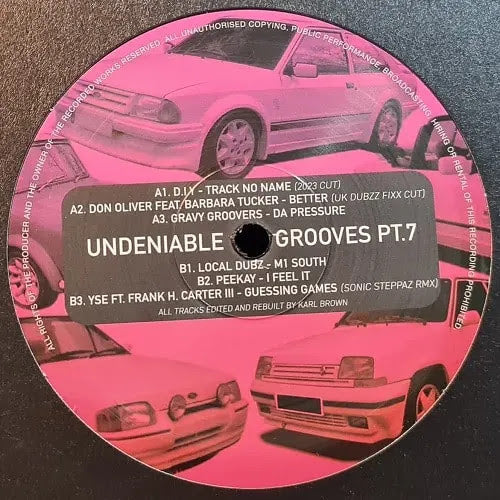 ALL RIGHTS OF THE PRODUCER AND THE OWNER OF THE RECORDED WORKS RESERVED. ALL UNAUTHORISED COPYING, PUBLIC PERFORMANCE, BROADCASTING, HIRING OF RENTAL OF THIS RECORDING PROHIBITED
A1. D.I.Y - TRACK NO NAME (2023 CUT)
A2. DON OLIVER FEAT. BARBARA TUCKER - BETTER (UK DUBZZ FIXX CUT)
A3. GRAVY GROOVERS - DA PRESSURE
UNDENIABLE GROOVES PT.7
B1. LOCAL DUBZ - M1 SOUTH
B2. PEEKAY - I FEEL IT
B3. YSE FT. FRANK H. CARTER III - GUESSING GAMES (SONIC STEPPAZ RMX)
ALL TRACKS EDITED AND REBUILT BY KARL BROWN